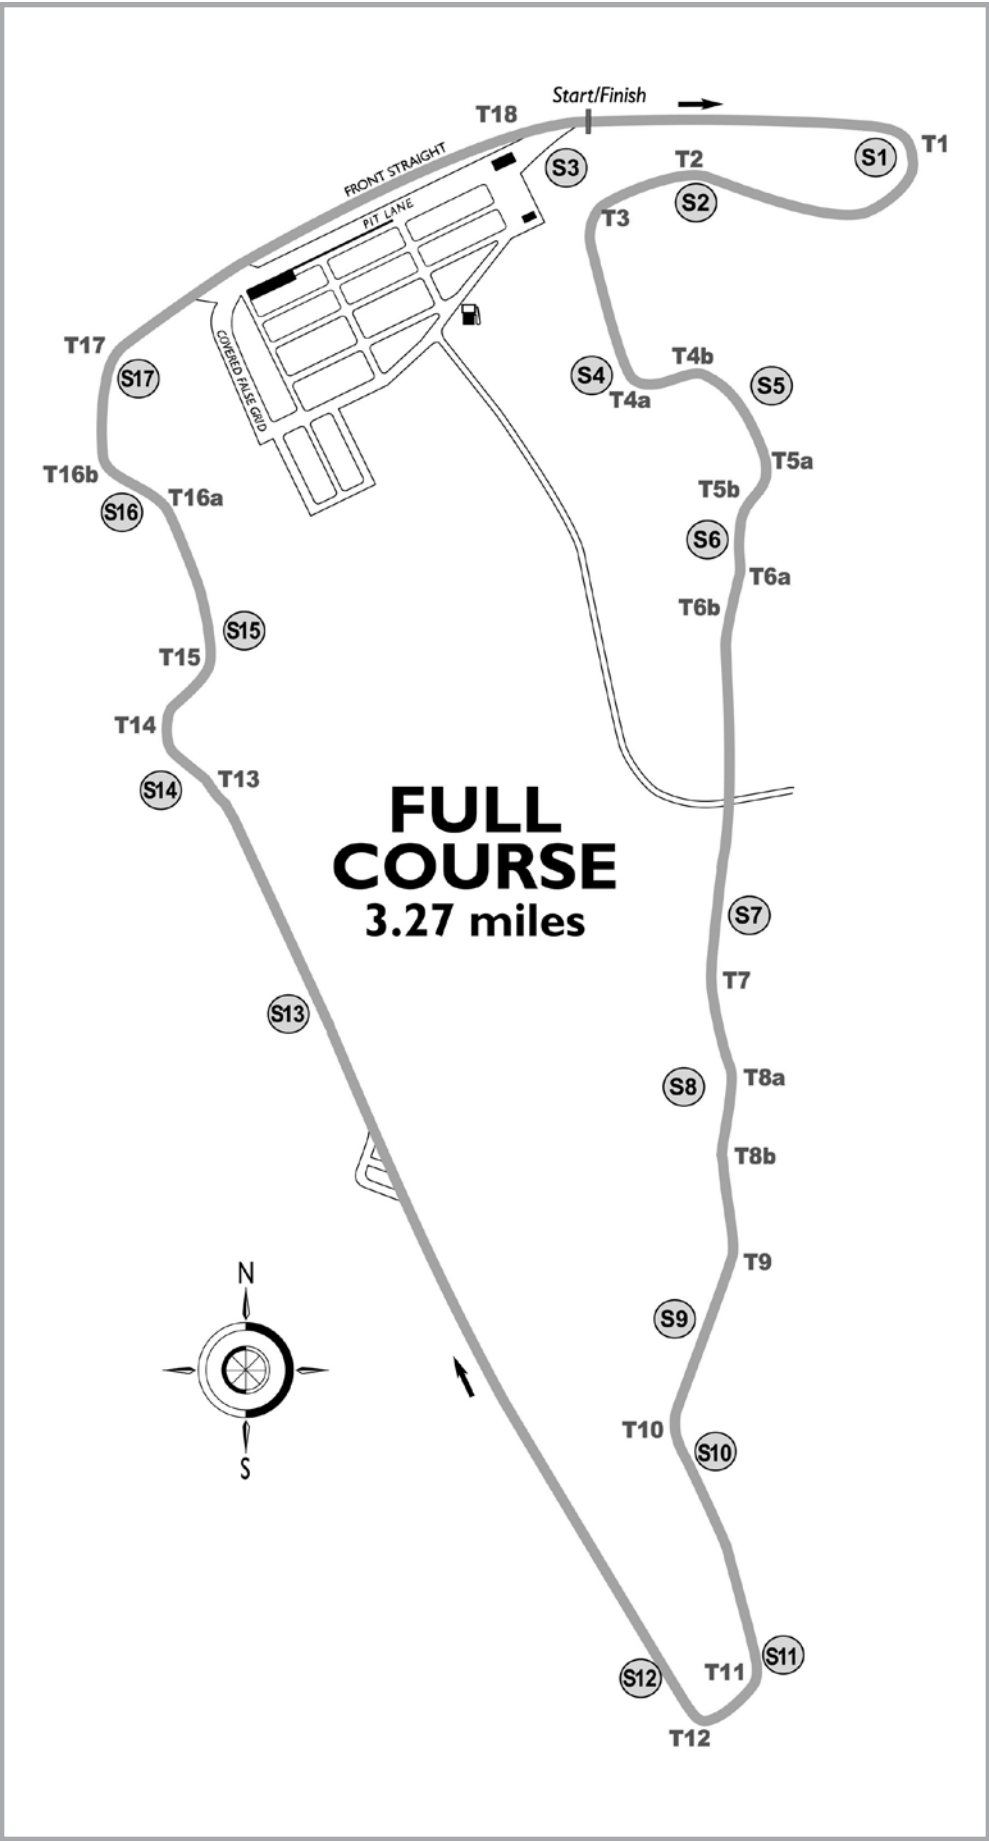 Start/Finish
T18
T1
S1
S3
T2
S2
FRONT STRAIGHT
PIT LANE
T3
T17
S17
COVERED FALSE GRID
S4
T4b
S5
T4a
T5a
T16b
T16a
T5b
S16
S6
T6a
T6b
S15
T15
T14
T13
S14
FULL
COURSE
3.27 miles
S7
T7
S13
T8a
S8
T8b
T9
N
S9
T10
S10
S
S11
T11
S12
T12